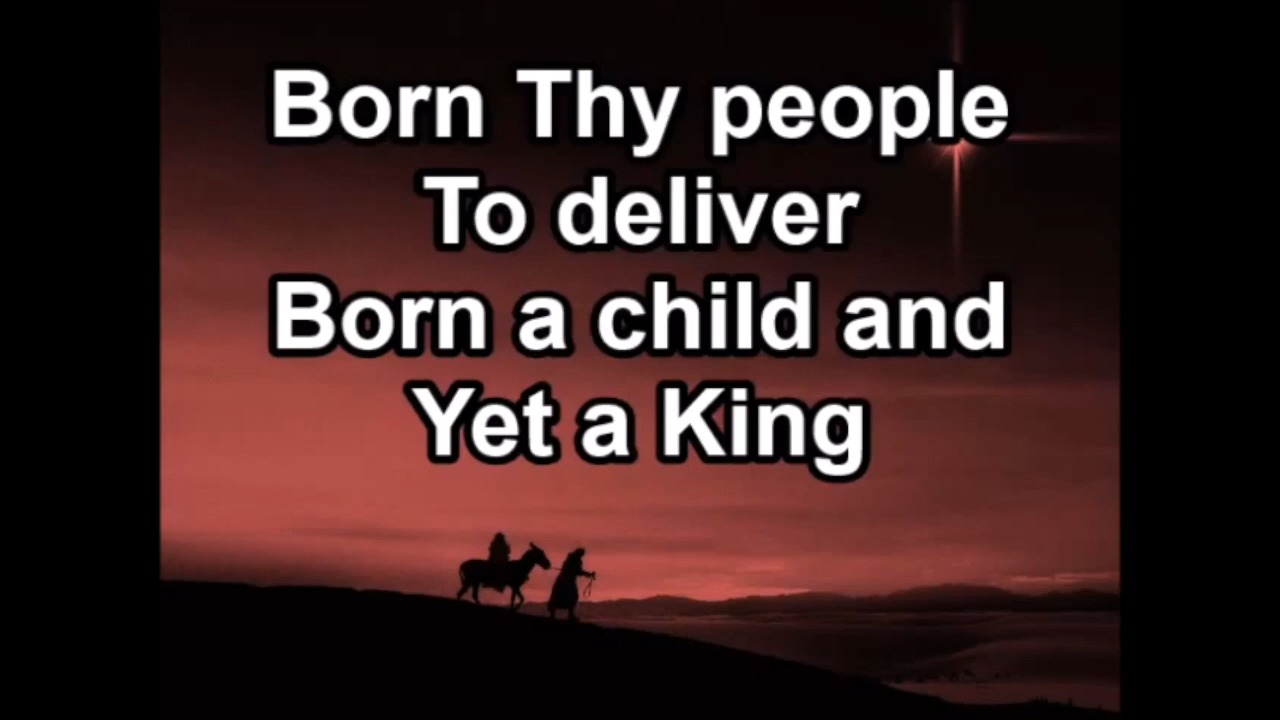 Born Thy people
To deliver
Born a child and
Yet a King